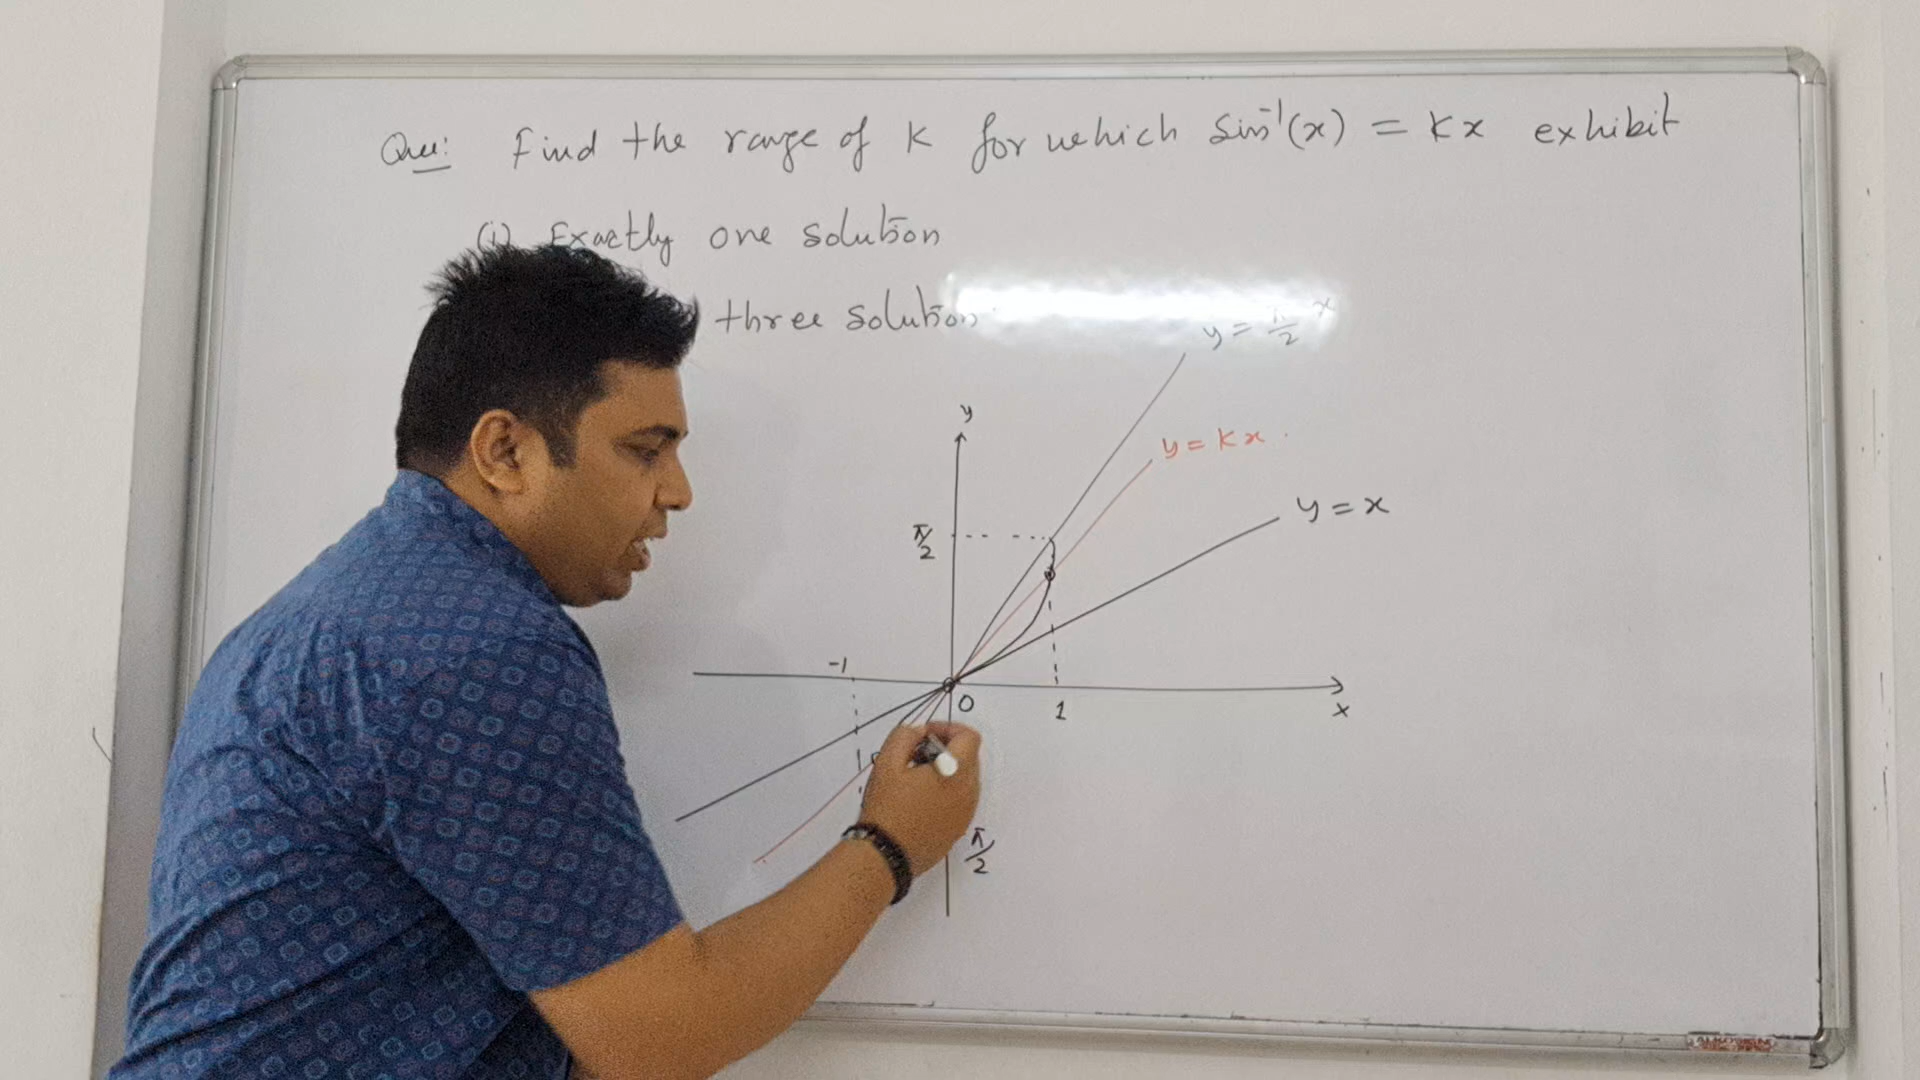 Que: Find the range of K for which Sin⁻¹(x) = Kx exhibit
(i) Exactly one solution
three solution
y = π/2 x
y
y = Kx
y = x
π/2
-1
0
1
x
π/2